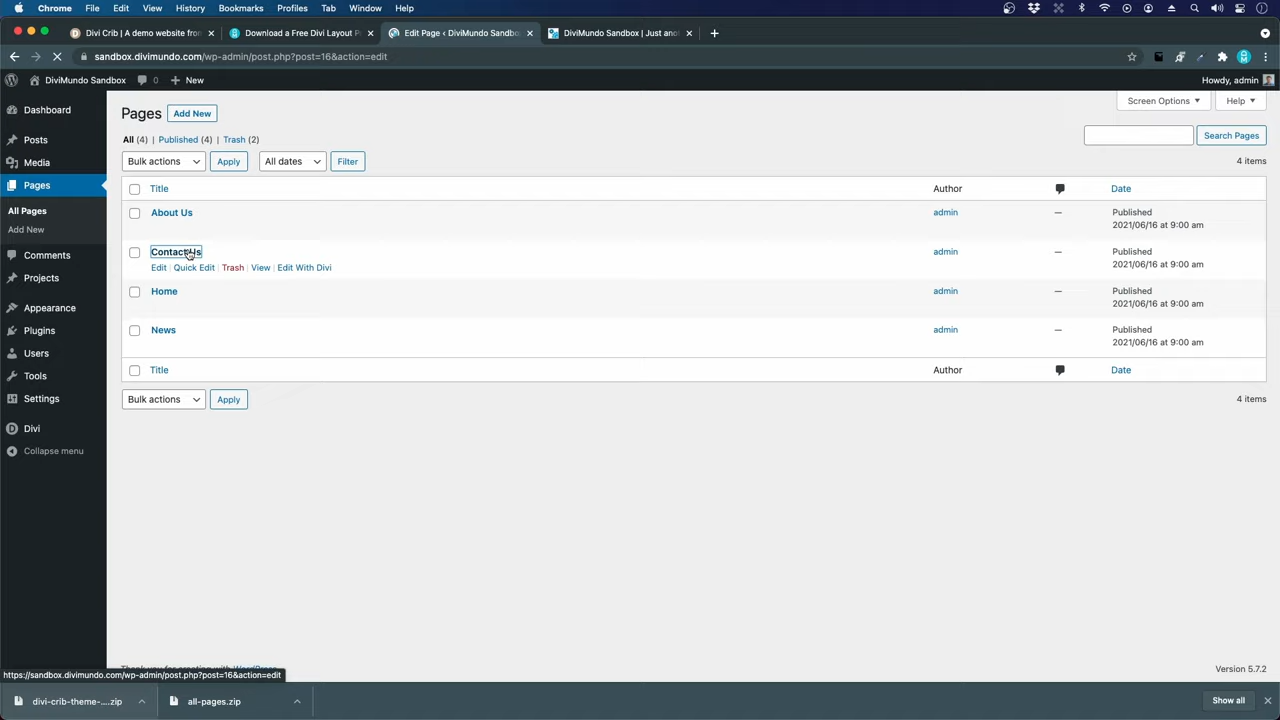 Chrome File Edit View History Bookmarks Profiles Tab Window Help
Divi Crib | A demo website from
Download a Free Divi Layout P
Edit Page ‹ DiviMundo Sandbo
DiviMundo Sandbox | Just anot
sandbox.divimundo.com/wp-admin/post.php?post=16&action=edit
DiviMundo Sandbox 0 New Howdy, admin
Dashboard
Posts
Media
Pages
All Pages
Add New
Comments
Projects
Appearance
Plugins
Users
Tools
Settings
Divi
Collapse menu
Screen Options Help
Pages Add New
All (4) | Published (4) | Trash (2)
Search Pages
Bulk actions Apply All dates Filter 4 items
Title Author Date
About Us admin — Published
2021/06/16 at 9:00 am
Contact Us admin — Published
2021/06/16 at 9:00 am
Edit | Quick Edit | Trash | View | Edit With Divi
Home admin — Published
2021/06/16 at 9:00 am
News admin — Published
2021/06/16 at 9:00 am
Title Author Date
Bulk actions Apply 4 items
Thank you for creating with WordPress. Version 5.7.2
https://sandbox.divimundo.com/wp-admin/post.php?post=16&action=edit
divi-crib-theme-....zip all-pages.zip Show all